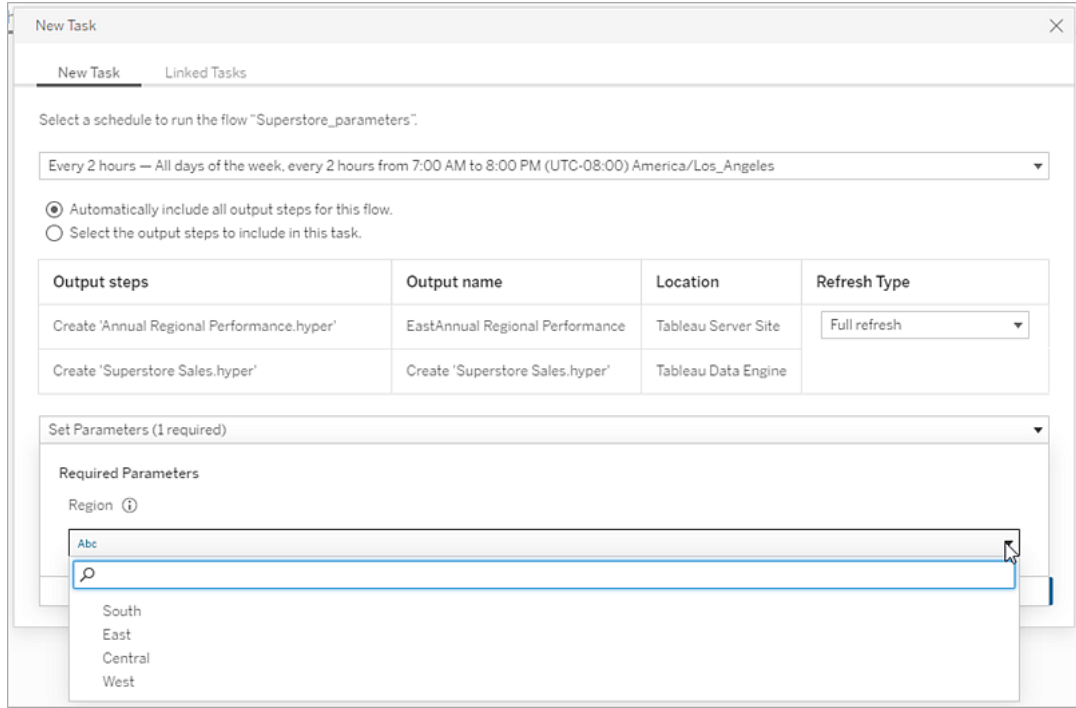 New Task
New Task Linked Tasks
Select a schedule to run the flow "Superstore_parameters".
Every 2 hours — All days of the week, every 2 hours from 7:00 AM to 8:00 PM (UTC-08:00) America/Los_Angeles
Automatically include all output steps for this flow.
Select the output steps to include in this task.
Output steps Output name Location Refresh Type
Create 'Annual Regional Performance.hyper' EastAnnual Regional Performance Tableau Server Site Full refresh
Create 'Superstore Sales.hyper' Create 'Superstore Sales.hyper' Tableau Data Engine
Set Parameters (1 required)
Required Parameters
Region
Abc
South
East
Central
West